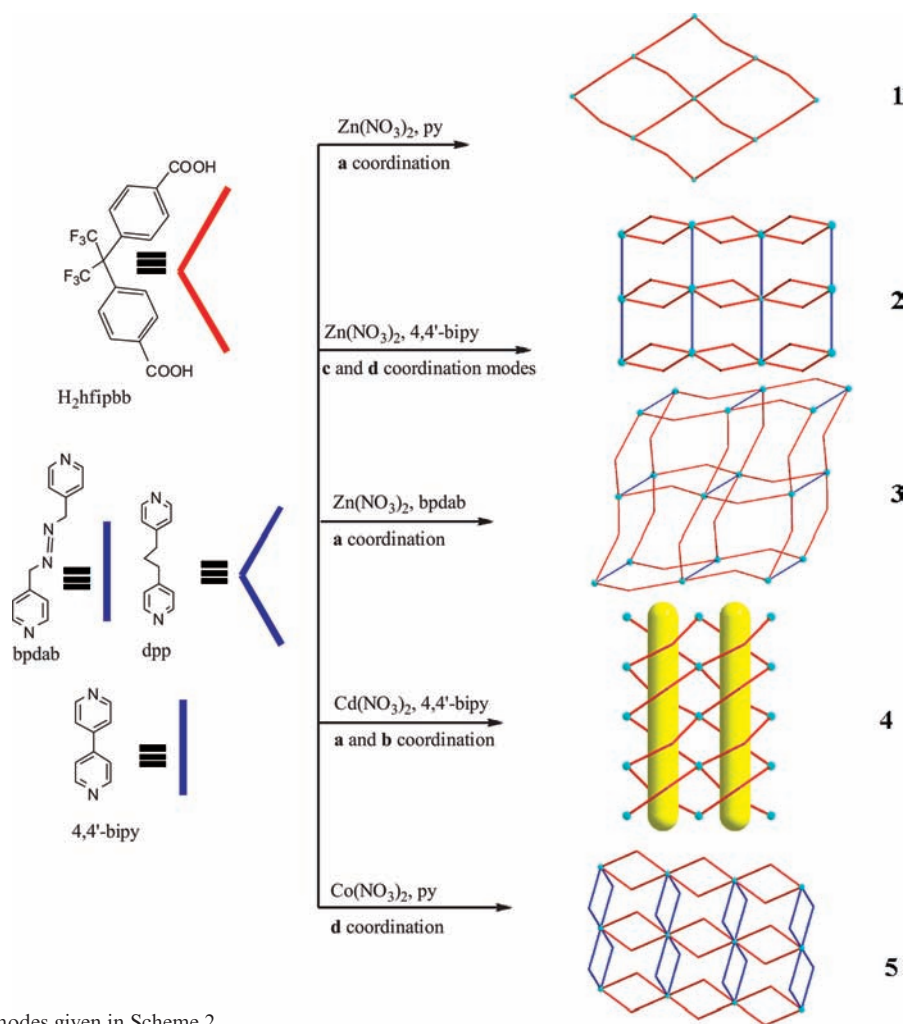 COOH
F₃C
F₃C
COOH
H₂hfipbb
N
N
N
N
bpdab
N
N
dpp
N
N
4,4'-bipy
Zn(NO₃)₂, py
a coordination
1
Zn(NO₃)₂, 4,4'-bipy
c and d coordination modes
2
Zn(NO₃)₂, bpdab
a coordination
3
Cd(NO₃)₂, 4,4'-bipy
a and b coordination
4
Co(NO₃)₂, py
d coordination
5
nodes given in Scheme 2